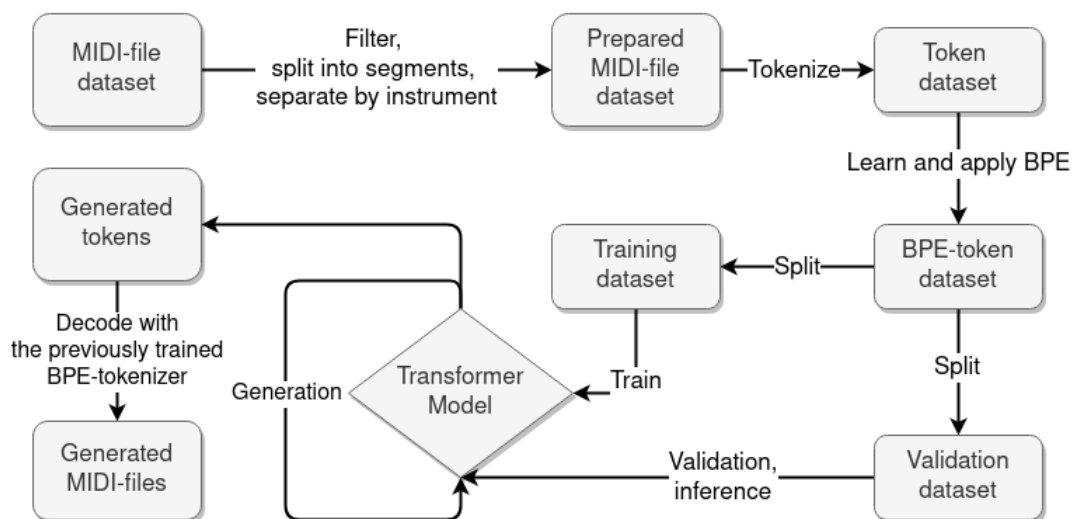 MIDI-file
dataset
Filter,
split into segments,
separate by instrument
Prepared
MIDI-file
dataset
Tokenize
Token
dataset
Learn and apply BPE
Generated
tokens
Training
dataset
Split
BPE-token
dataset
Decode with
the previously trained
BPE-tokenizer
Generation
Transformer
Model
Train
Split
Generated
MIDI-files
Validation,
inference
Validation
dataset